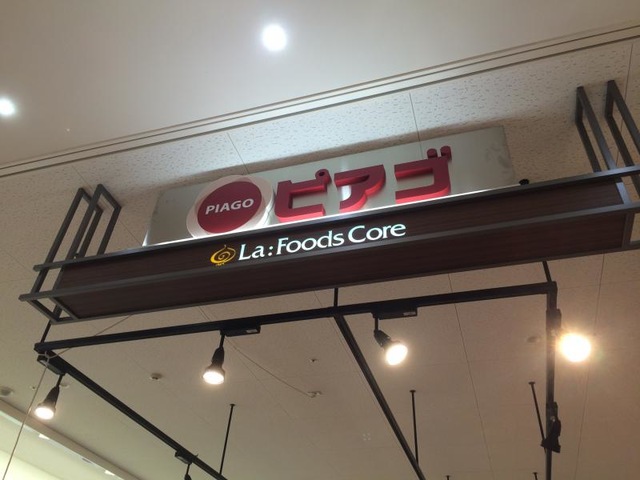 PIAGO ピアゴ
La:Foods Core